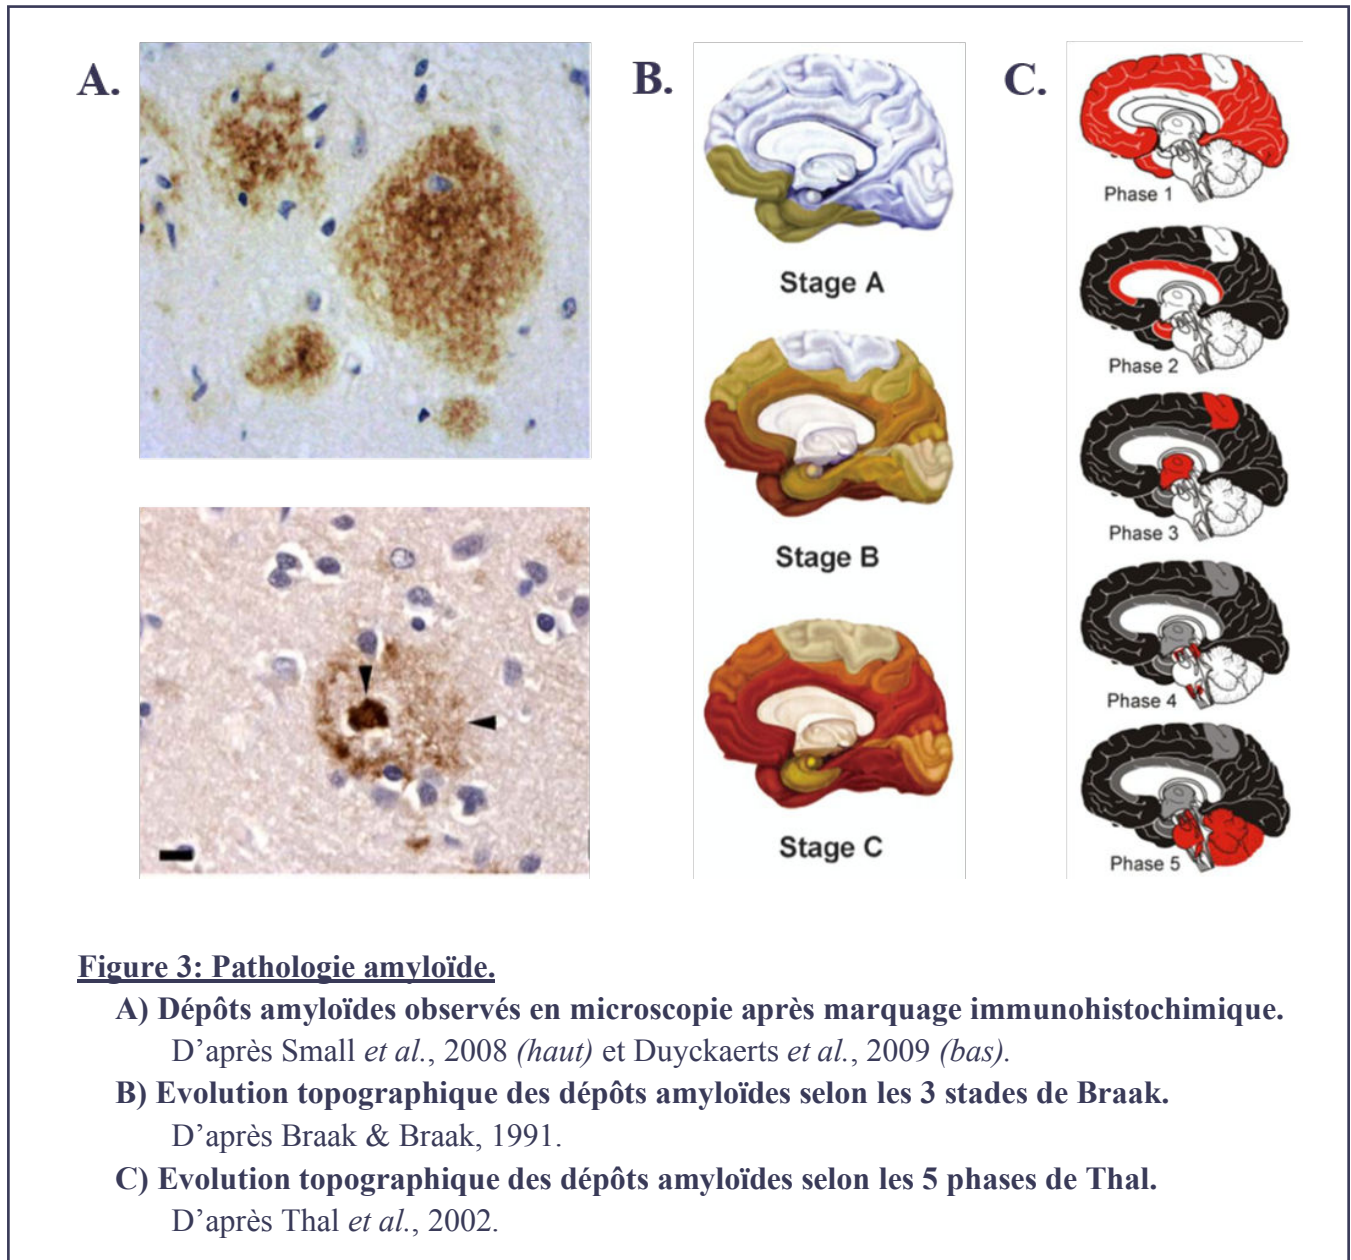 A.
B.
C.
Phase 1
Stage A
Phase 2
Phase 3
Stage B
Phase 4
Stage C
Phase 5
Figure 3: Pathologie amyloïde.
A) Dépôts amyloïdes observés en microscopie après marquage immunohistochimique.
D’après Small et al., 2008 (haut) et Duyckaerts et al., 2009 (bas).
B) Evolution topographique des dépôts amyloïdes selon les 3 stades de Braak.
D’après Braak & Braak, 1991.
C) Evolution topographique des dépôts amyloïdes selon les 5 phases de Thal.
D’après Thal et al., 2002.